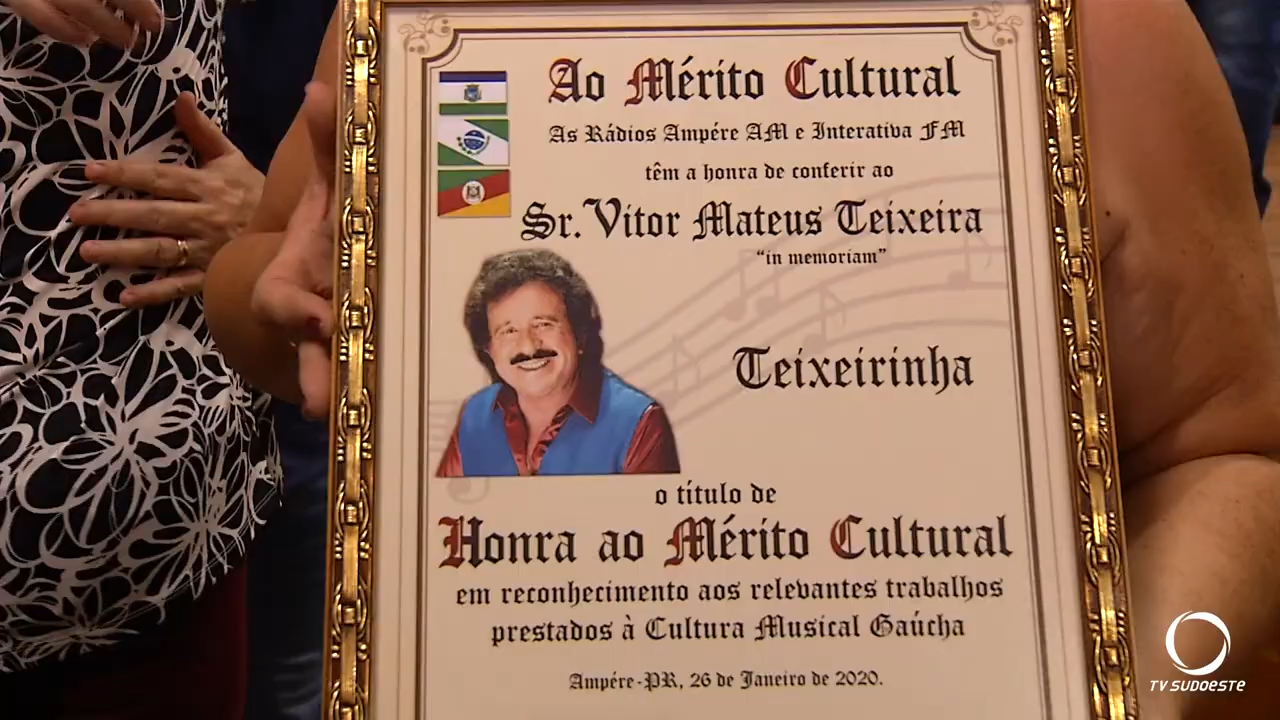 Ao Mérito Cultural
As Rádios Ampére AM e Interativa FM
têm a honra de conferir ao
Sr. Vitor Mateus Teixeira
“in memoriam”
Teixeirinha
o título de
Honra ao Mérito Cultural
em reconhecimento aos relevantes trabalhos
prestados à Cultura Musical Gaúcha
Ampére-PR, 26 de Janeiro de 2020.
TV SUDOESTE